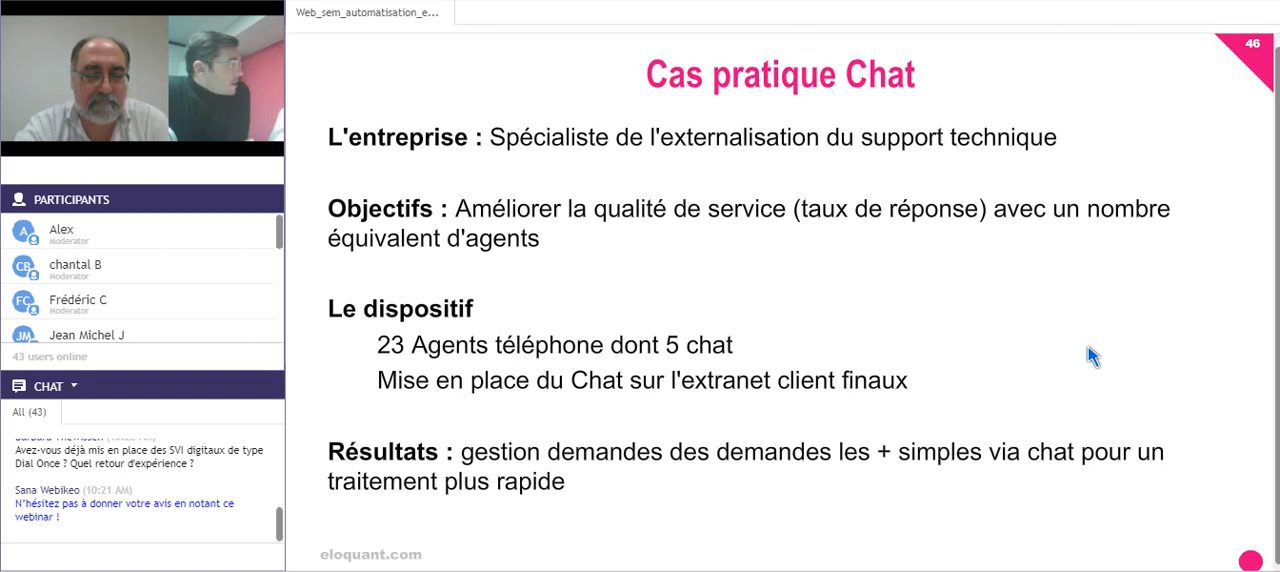 Web_sem_automatisation_e...
46
Cas pratique Chat
L'entreprise : Spécialiste de l'externalisation du support technique
Objectifs : Améliorer la qualité de service (taux de réponse) avec un nombre
équivalent d'agents
Le dispositif
23 Agents téléphone dont 5 chat
Mise en place du Chat sur l'extranet client finaux
Résultats : gestion demandes des demandes les + simples via chat pour un
traitement plus rapide
eloquant.com
PARTICIPANTS
A
Alex
Moderator
CB
chantal B
Moderator
FC
Frédéric C
Moderator
JM
Jean Michel J
43 users online
CHAT
All (43)
Avez-vous déjà mis en place des SVI digitaux de type
Dial Once ? Quel retour d'expérience ?
Sana Webikeo (10:21 AM)
N'hésitez pas à donner votre avis en notant ce
webinar !